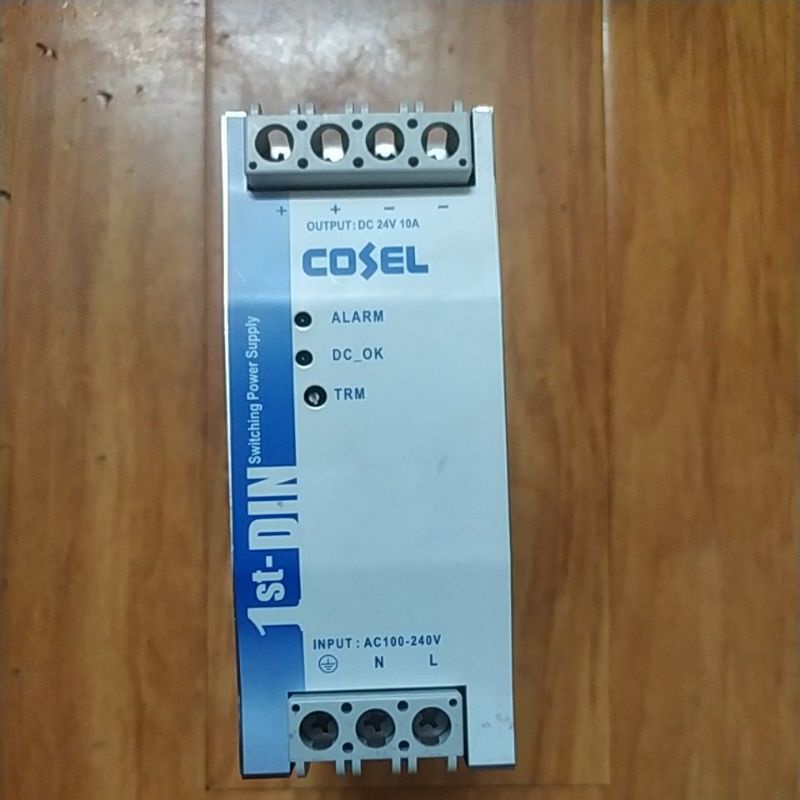 + + − −
OUTPUT: DC 24V 10A
COSEL
ALARM
DC_OK
TRM
1st-DIN Switching Power Supply
INPUT : AC100-240V
N L